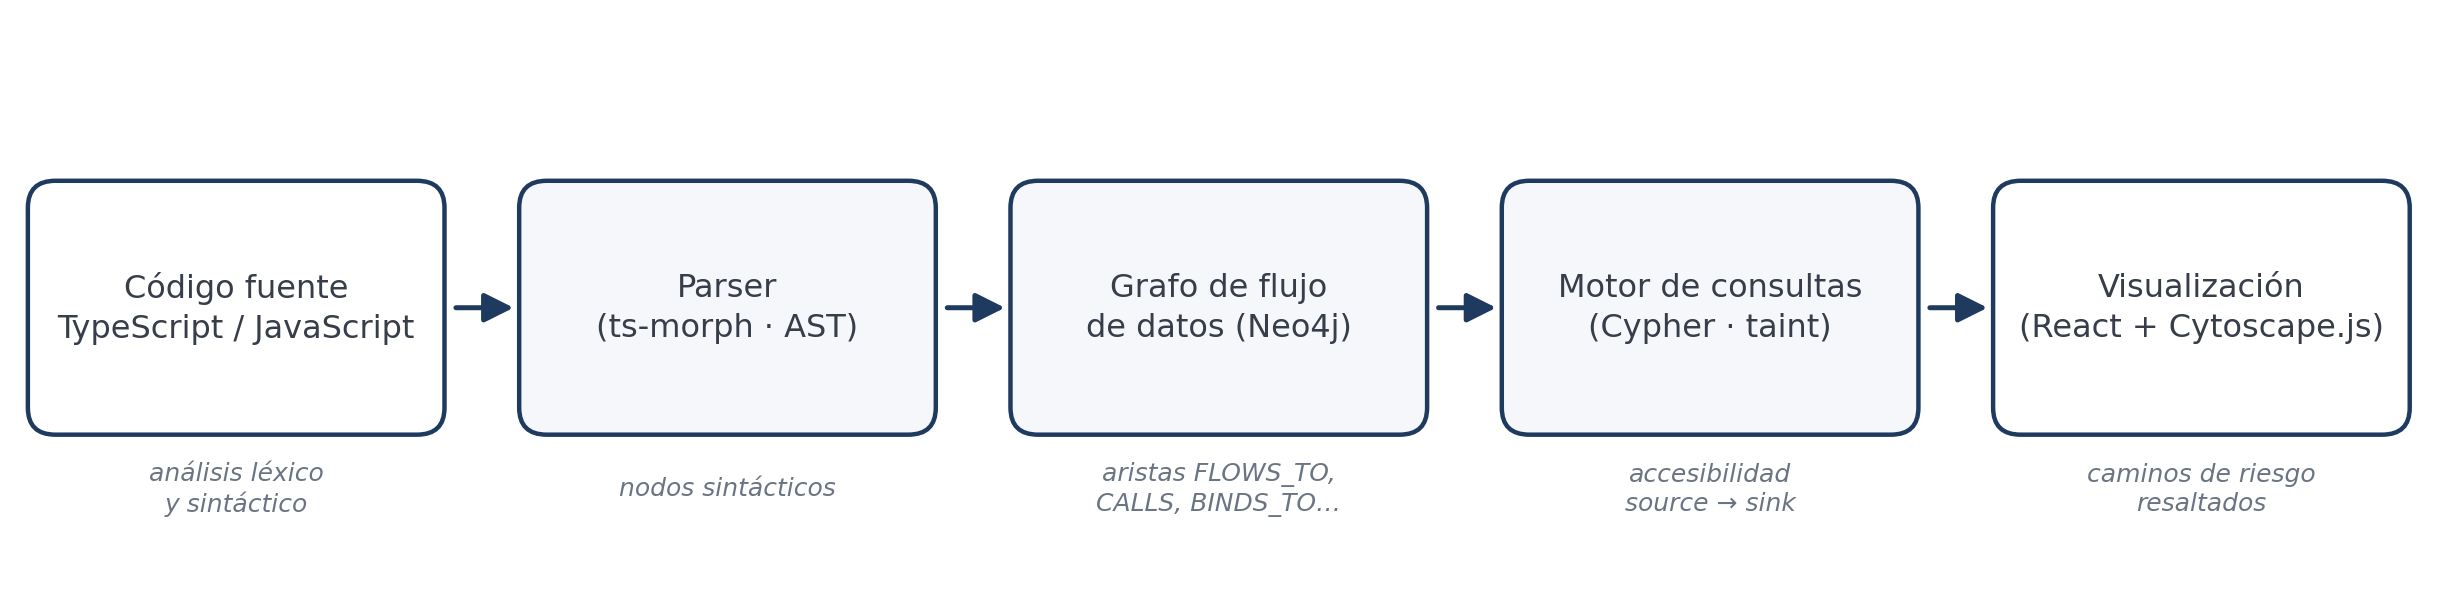 Código fuente
TypeScript / JavaScript
Parser
(ts-morph · AST)
Grafo de flujo
de datos (Neo4j)
Motor de consultas
(Cypher · taint)
Visualización
(React + Cytoscape.js)
análisis léxico
y sintáctico
nodos sintácticos
aristas FLOWS_TO,
CALLS, BINDS_TO...
accesibilidad
source → sink
caminos de riesgo
resaltados